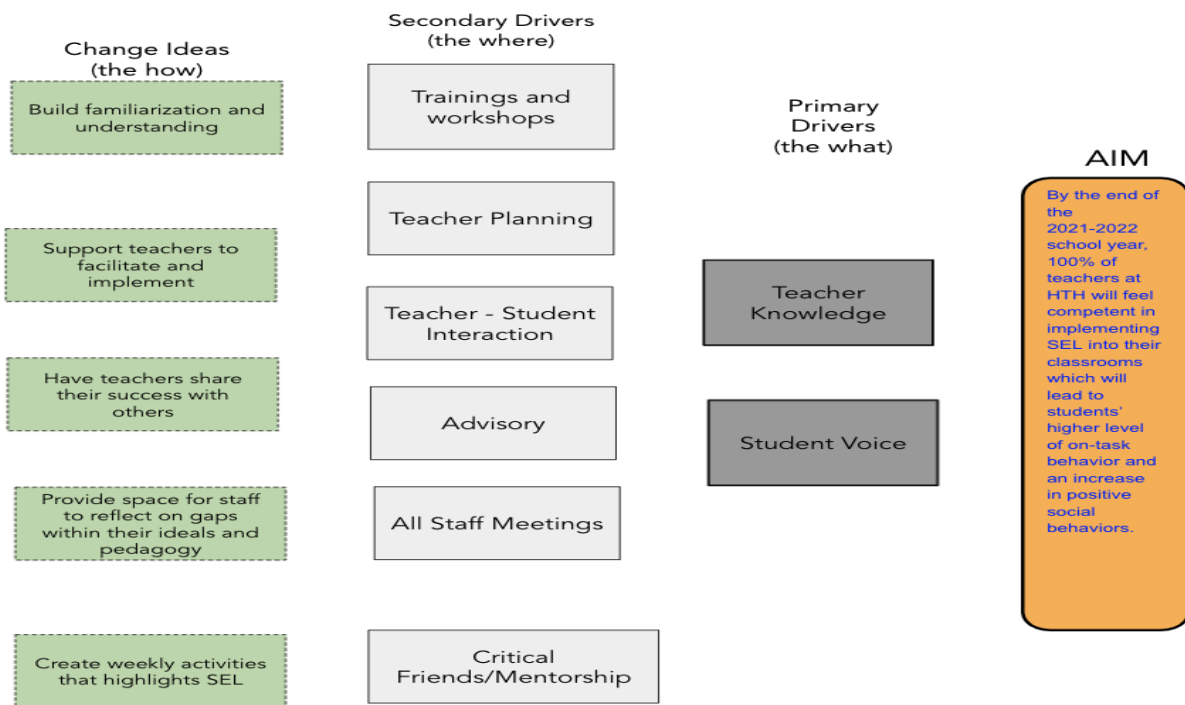 Change Ideas
(the how)
Build familiarization and
understanding
Support teachers to
facilitate and
implement
Have teachers share
their success with
others
Provide space for staff
to reflect on gaps
within their ideals and
pedagogy
Create weekly activities
that highlights SEL
Secondary Drivers
(the where)
Trainings and
workshops
Teacher Planning
Teacher - Student
Interaction
Advisory
All Staff Meetings
Critical
Friends/Mentorship
Primary
Drivers
(the what)
Teacher
Knowledge
Student Voice
AIM
By the end of
the
2021-2022
school year,
100% of
teachers at
HTH will feel
competent in
implementing
SEL into their
classrooms
which will
lead to
students'
higher level
of on-task
behavior and
an increase
in positive
social
behaviors.